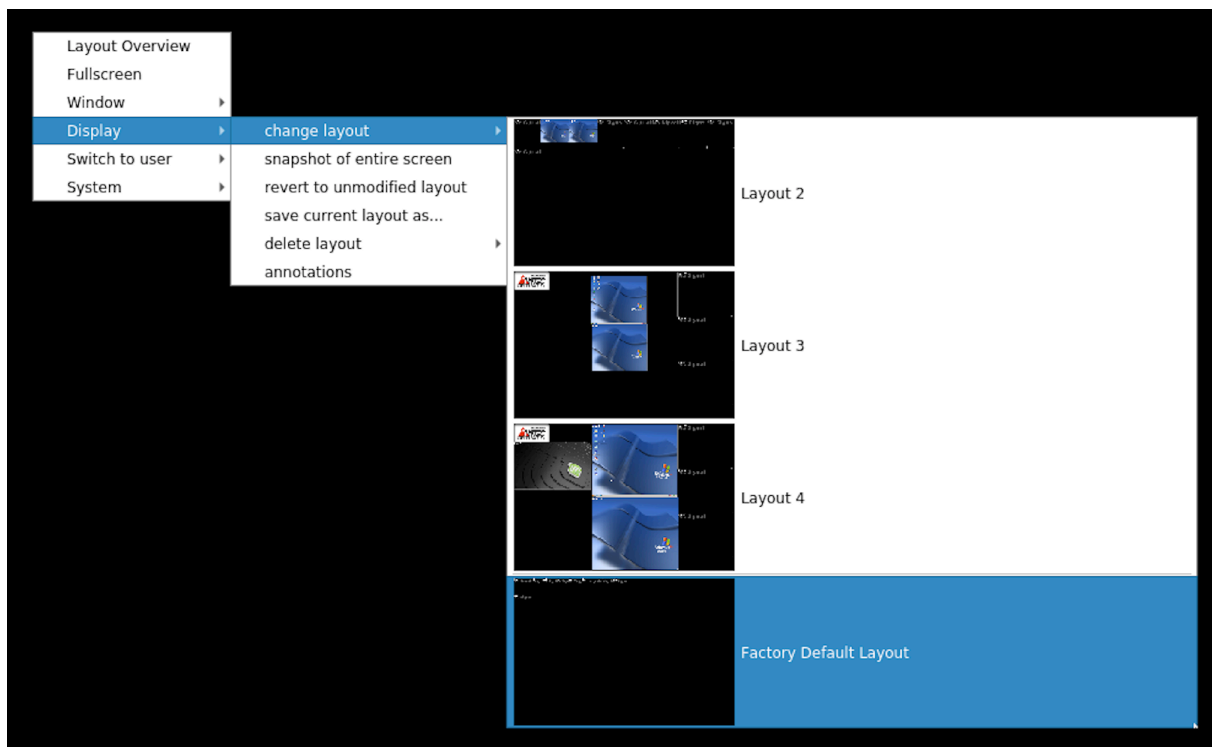 Layout Overview
Fullscreen
Window
Display
Switch to user
System
change layout
snapshot of entire screen
revert to unmodified layout
save current layout as...
delete layout
annotations
Layout 2
Layout 3
Layout 4
Factory Default Layout